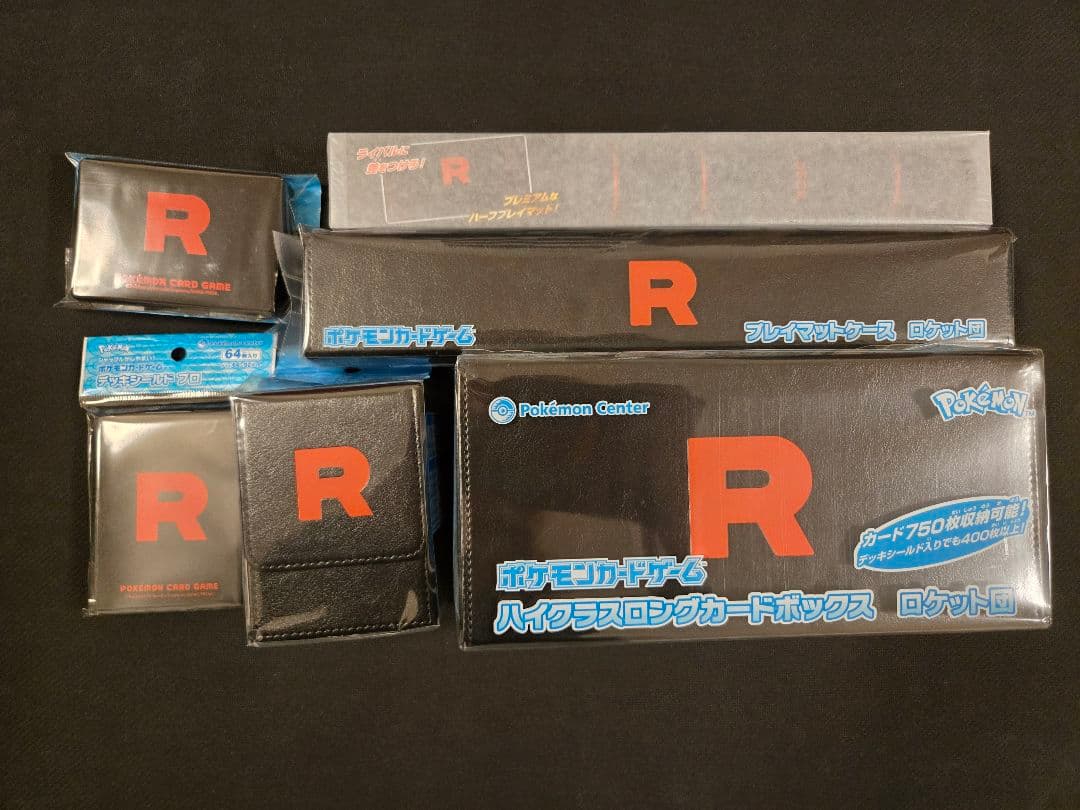 R
POKÉMON CARD GAME
ライバルに
差をつけろ!
R
プレミアムな
ハーフプレイマット!
R
ポケモンカードゲーム
プレイマットケース ロケット団
Pokémon
64枚入り
ポケモンカードゲーム
デッキシールド プロ
R
POKÉMON CARD GAME
R
Pokémon Center
POKéMON
TM
R
カード750枚収納可能!
デッキシールド入りでも400枚以上!
ポケモンカードゲーム
ハイクラスロングカードボックス ロケット団